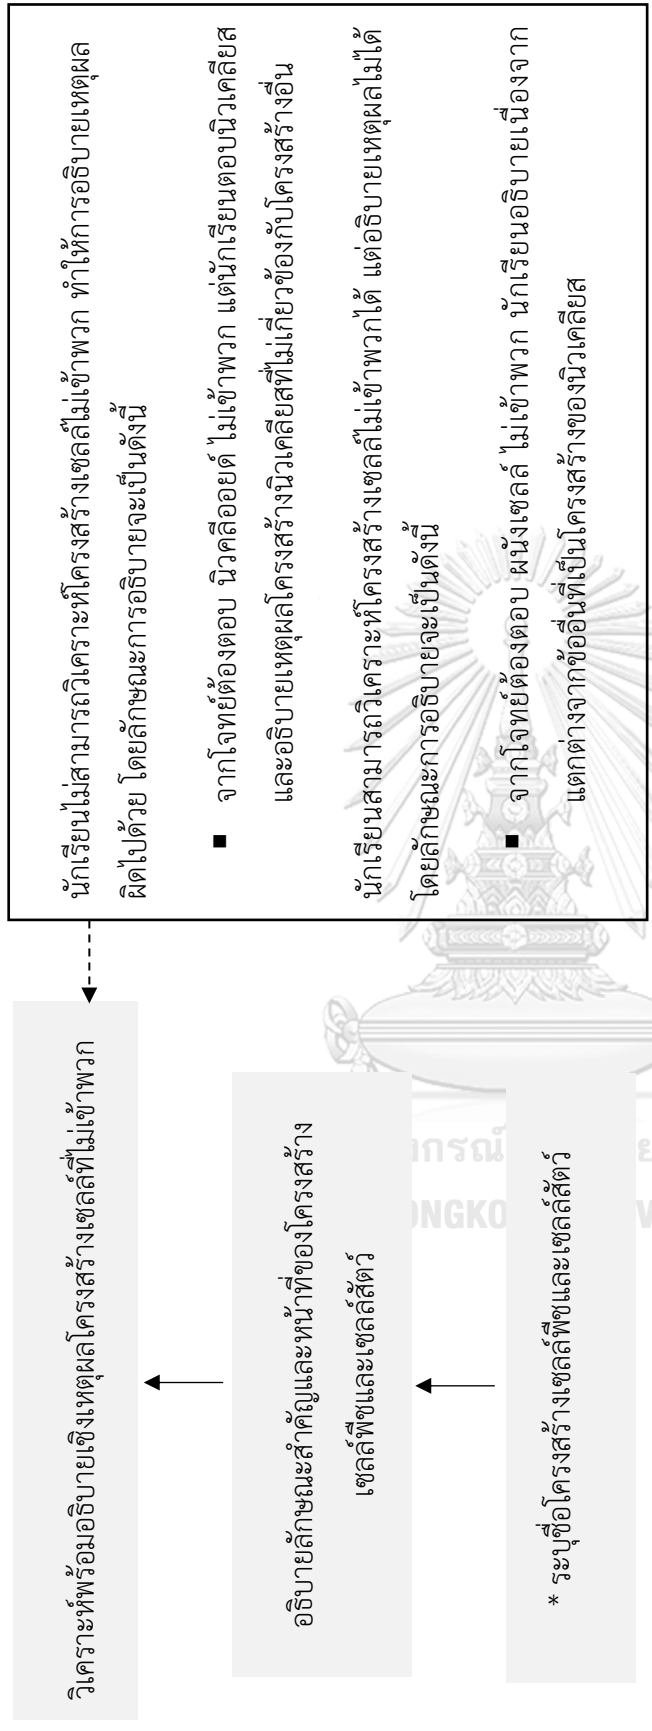 นักเรียนไม่สามารถวิเคราะห์โครงสร้างเซลล์ไม่เข้าพวก ทำให้การอธิบายเหตุผล
ผิดไปด้วย โดยลักษณะการอธิบายจะเป็นดังนี้
▪ จากโจทย์ต้องตอบ นิวคลีออยด์ ไม่เข้าพวก แต่นักเรียนตอบนิวเคลียส
และอธิบายเหตุผลโครงสร้างนิวเคลียสที่ไม่เกี่ยวข้องกับโครงสร้างอื่น
นักเรียนสามารถวิเคราะห์โครงสร้างเซลล์ไม่เข้าพวกได้ แต่อธิบายเหตุผลไม่ได้
โดยลักษณะการอธิบายจะเป็นดังนี้
▪ จากโจทย์ต้องตอบ ผนังเซลล์ ไม่เข้าพวก นักเรียนอธิบายเนื่องจาก
แตกต่างจากข้ออื่นที่เป็นโครงสร้างของนิวเคลียส
วิเคราะห์พร้อมอธิบายเชิงเหตุผลโครงสร้างเซลล์ที่ไม่เข้าพวก
อธิบายลักษณะสำคัญและหน้าที่ของโครงสร้าง
เซลล์พืชและเซลล์สัตว์
* ระบุชื่อโครงสร้างเซลล์พืชและเซลล์สัตว์